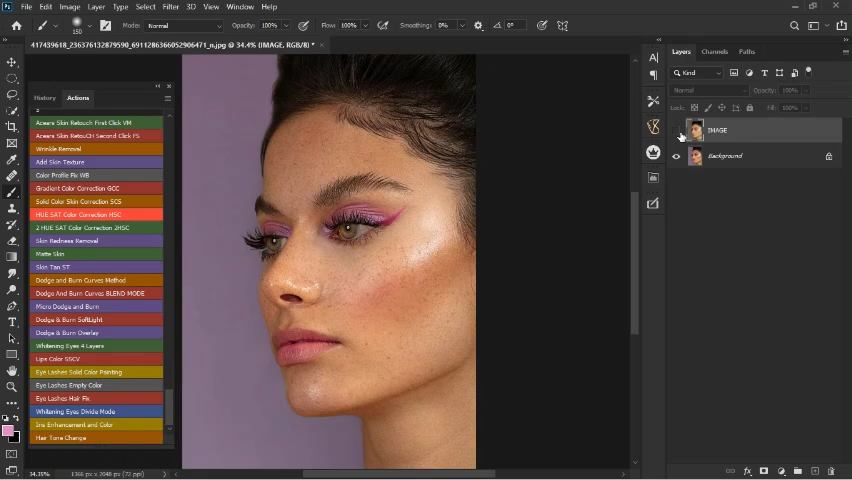 Ps File Edit Image Layer Type Select Filter 3D View Window Help
150 Mode: Normal Opacity: 100% Flow: 100% Smoothing: 0% 0°
417439618_236376132879590_6911286366052906471_n.jpg @ 34.4% (IMAGE, RGB/8) *
History Actions
Acears Skin Retouch First Click VM
Acears Skin RetouCH Second Click FS
Wrinkle Removal
Add Skin Texture
Color Profile Fix WB
Gradient Color Correction GCC
Solid Color Skin Correction SCS
HUE SAT Color Correction HSC
2 HUE SAT Color Correction 2HSC
Skin Redness Removal
Matte Skin
Skin Tan ST
Dodge and Burn Curves Method
Dodge And Burn Curves BLEND MODE
Micro Dodge and Burn
Dodge & Burn SoftLight
Dodge & Burn Overlay
Whitening Eyes 4 Layers
Lips Color SSCV
Eye Lashes Solid Color Painting
Eye Lashes Empty Color
Eye Lashes Hair Fix
Whitening Eyes Divide Mode
Iris Enhancement and Color
Hair Tone Change
Layers Channels Paths
Kind
Normal Opacity: 100%
Lock: Fill: 100%
IMAGE
Background
34.39% 1366 px x 2048 px (72 ppi)